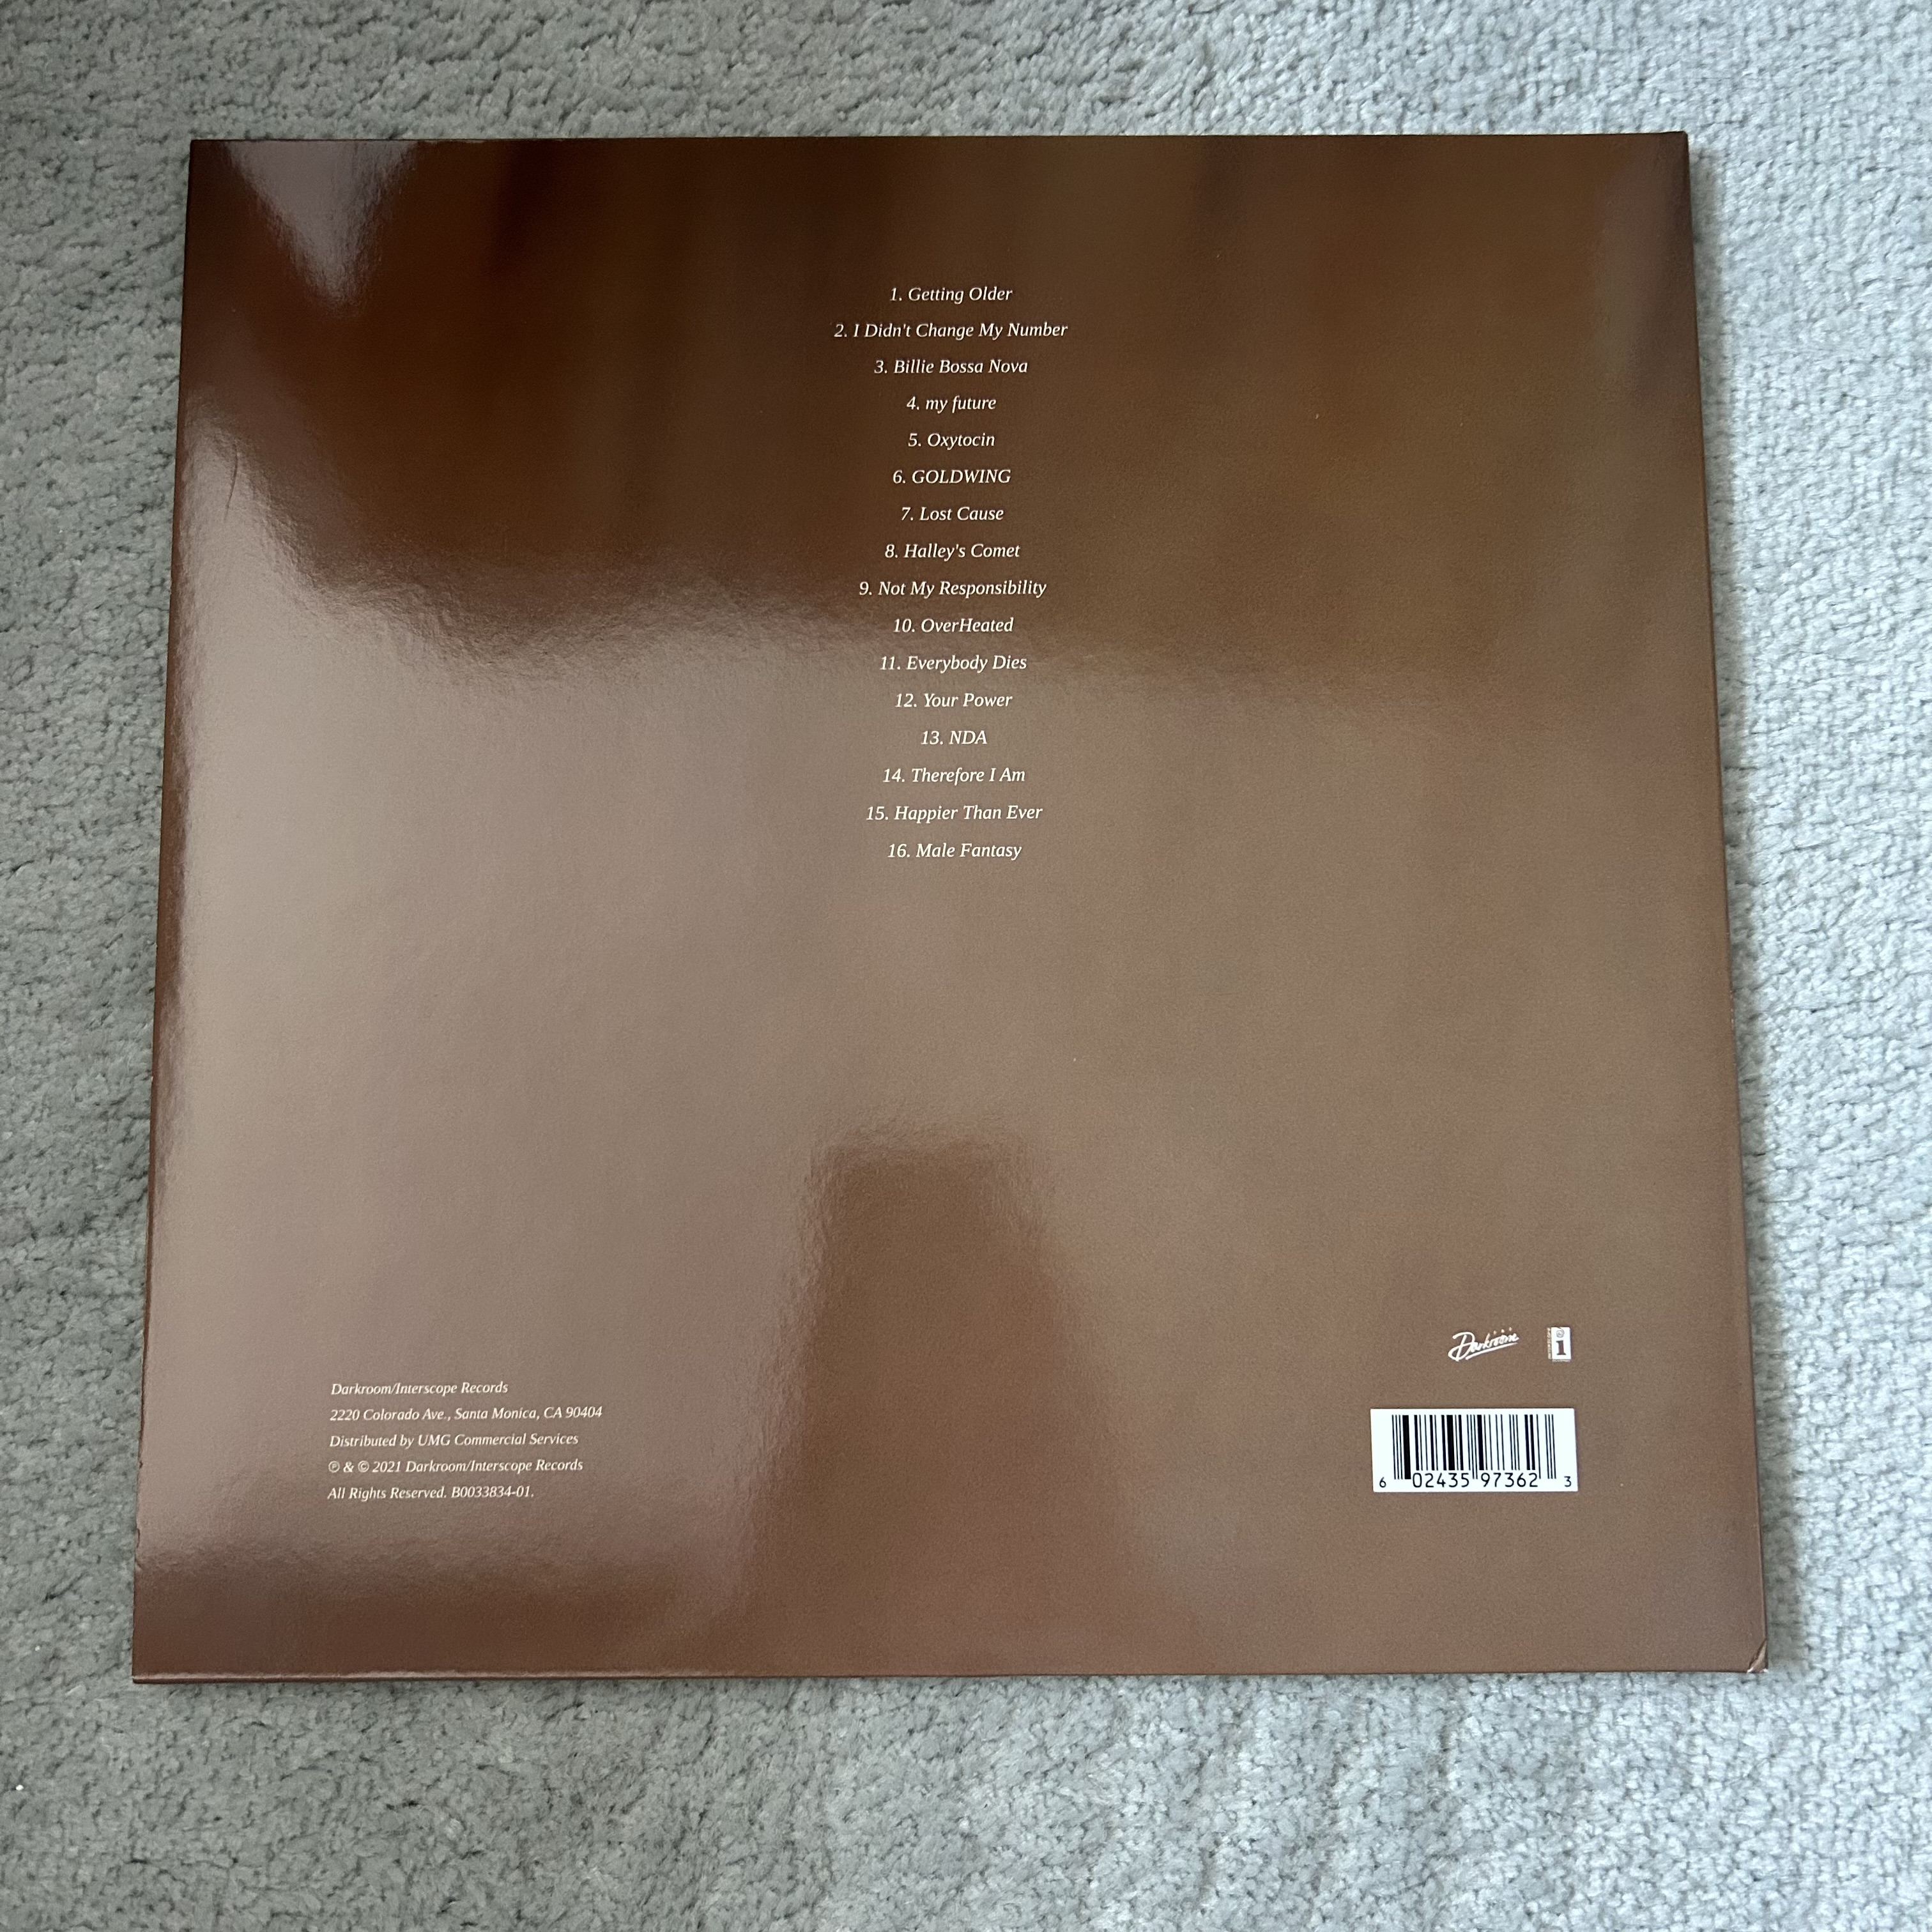 1. Getting Older
2. I Didn't Change My Number
3. Billie Bossa Nova
4. my future
5. Oxytocin
6. GOLDWING
7. Lost Cause
8. Halley's Comet
9. Not My Responsibility
10. OverHeated
11. Everybody Dies
12. Your Power
13. NDA
14. Therefore I Am
15. Happier Than Ever
16. Male Fantasy
Darkroom
i
Darkroom/Interscope Records
2220 Colorado Ave., Santa Monica, CA 90404
Distributed by UMG Commercial Services
℗ & © 2021 Darkroom/Interscope Records
All Rights Reserved. B0033834-01.
6 02435 97362 3